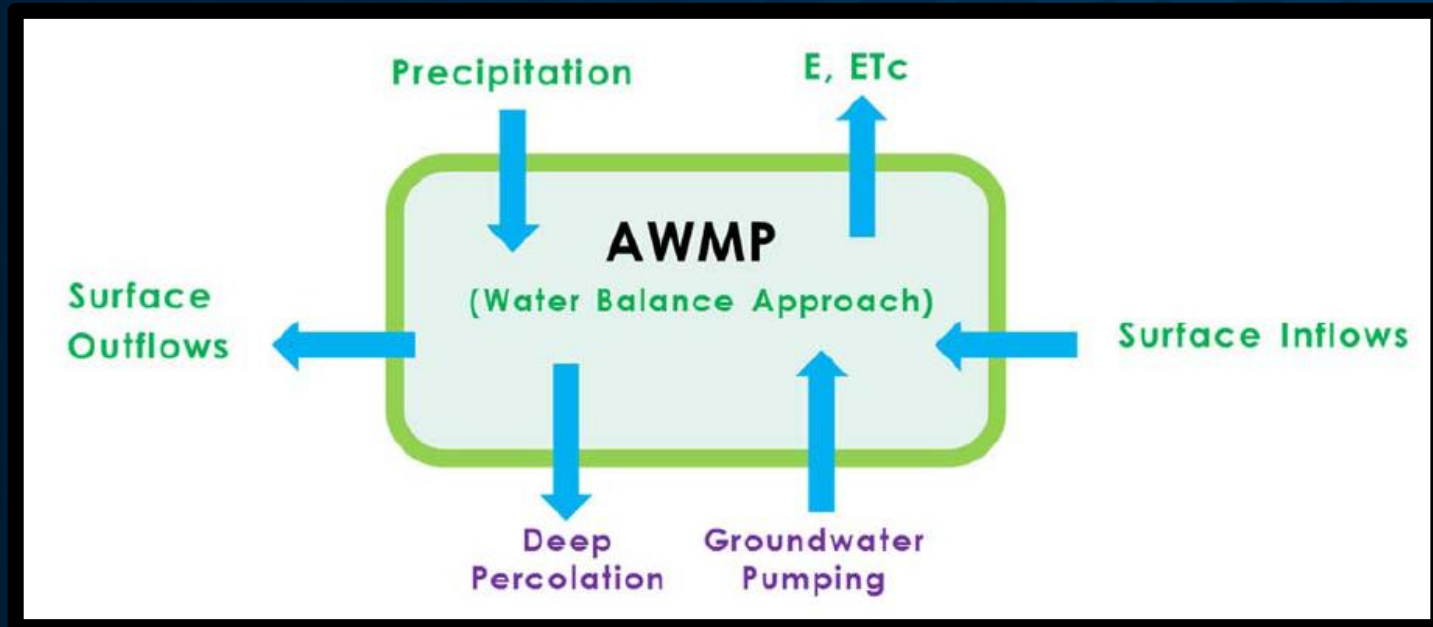 Precipitation
E, ETc
AWMP
(Water Balance Approach)
Surface
Outflows
Surface Inflows
Deep
Percolation
Groundwater
Pumping